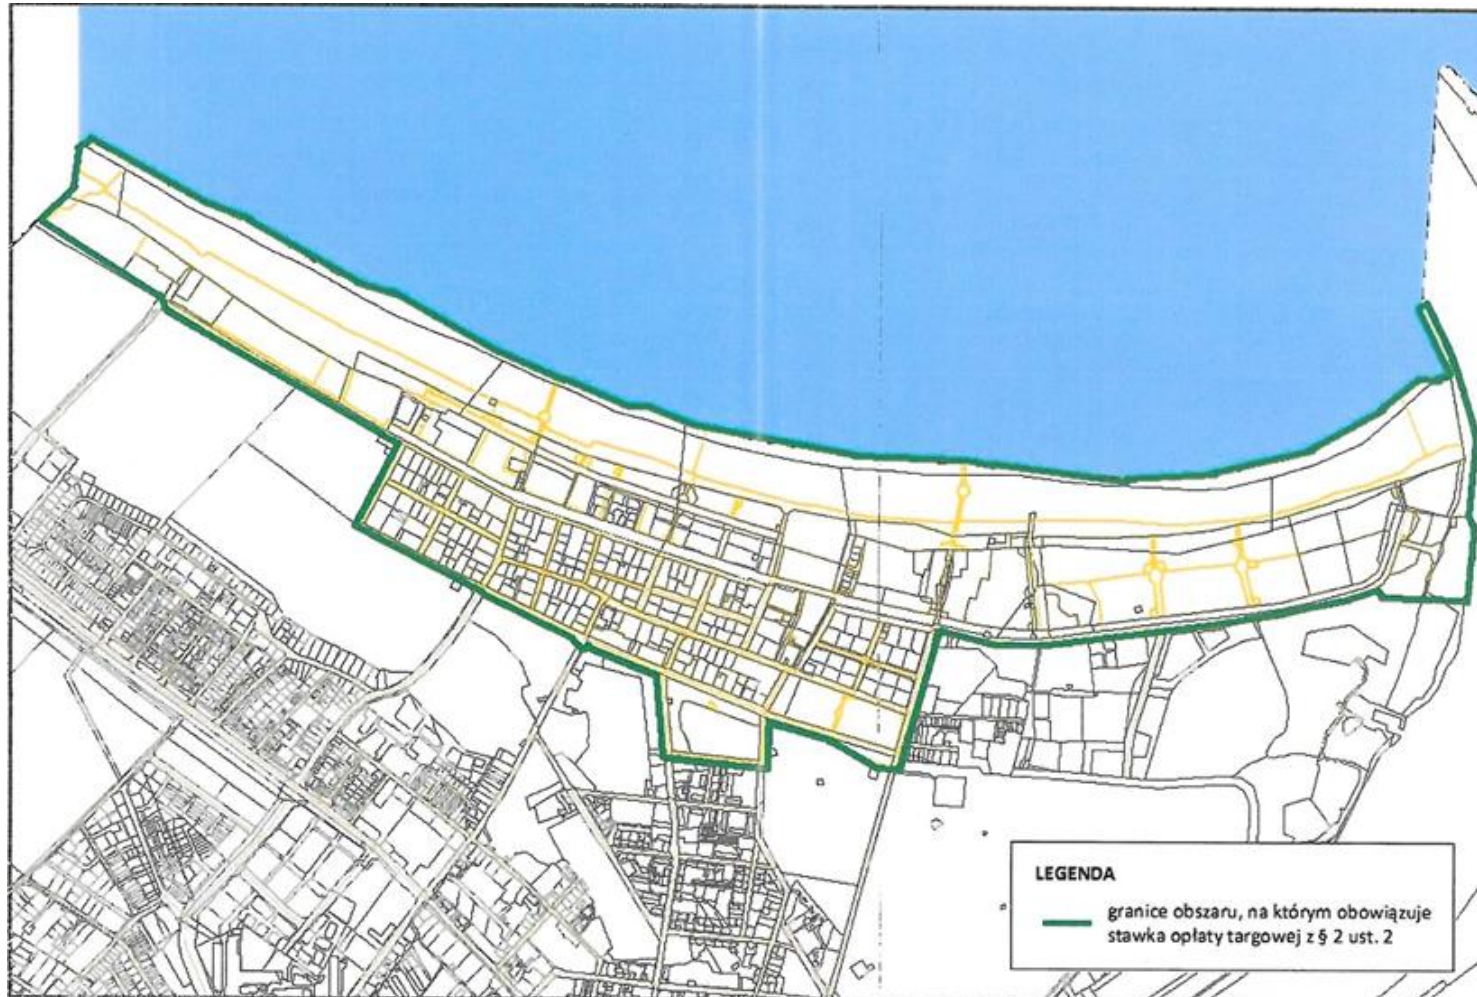 LEGENDA
granice obszaru, na którym obowiązuje
stawka opłaty targowej z § 2 ust. 2